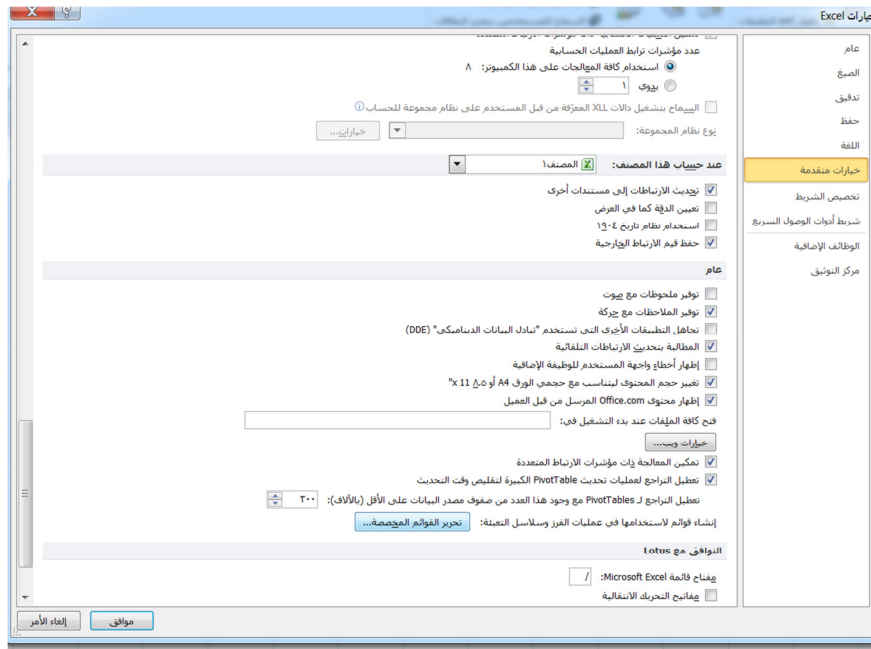 خيارات Excel
عام
الصيغ
تدقيق
حفظ
اللغة
خيارات متقدمة
تخصيص الشريط
شريط أدوات الوصول السريع
الوظائف الإضافية
مركز التوثيق
عدد مؤشرات ترابط العمليات الحسابية
استخدام كافة المعالجات على هذا الكمبيوتر: ٨
يدوي ١
السماح بتشغيل دالات XLL المعرّفة من قبل المستخدم على نظام مجموعة للحساب
نوع نظام المجموعة: خيارات...
عند حساب هذا المصنف: المصنف١
تحديث الارتباطات إلى مستندات أخرى
تعيين الدقة كما في العرض
استخدام نظام تاريخ ١٩٠٤
حفظ قيم الارتباط الخارجية
عام
توفير ملحوظات مع صوت
توفير الملاحظات مع حركة
تجاهل التطبيقات الأخرى التي تستخدم "تبادل البيانات الديناميكي" (DDE)
المطالبة بتحديث الارتباطات التلقائية
إظهار أخطاء واجهة المستخدم للوظيفة الإضافية
تغيير حجم المحتوى ليتناسب مع حجمي الورق A4 أو ٨.٥ x 11"
إظهار محتوى Office.com المرسل من قبل العميل
فتح كافة الملفات عند بدء التشغيل في:
خيارات ويب...
تمكين المعالجة ذات مؤشرات الارتباط المتعددة
تعطيل التراجع لعمليات تحديث PivotTable الكبيرة لتقليص وقت التحديث
تعطيل التراجع لـ PivotTables مع وجود هذا العدد من صفوف مصدر البيانات على الأقل (بالآلاف): ٣٠٠
إنشاء قوائم لاستخدامها في عمليات الفرز وسلاسل التعبئة: تحرير القوائم المخصصة...
التوافق مع Lotus
مفتاح قائمة Microsoft Excel: /
مفاتيح التحريك الانتقالية
موافق إلغاء الأمر